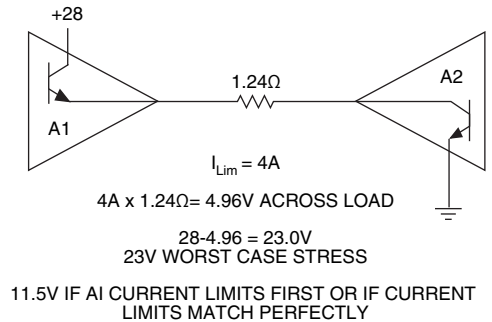 +28
1.24Ω
A2
A1
I_Lim = 4A
4A x 1.24Ω= 4.96V ACROSS LOAD
28-4.96 = 23.0V
23V WORST CASE STRESS
11.5V IF AI CURRENT LIMITS FIRST OR IF CURRENT
LIMITS MATCH PERFECTLY